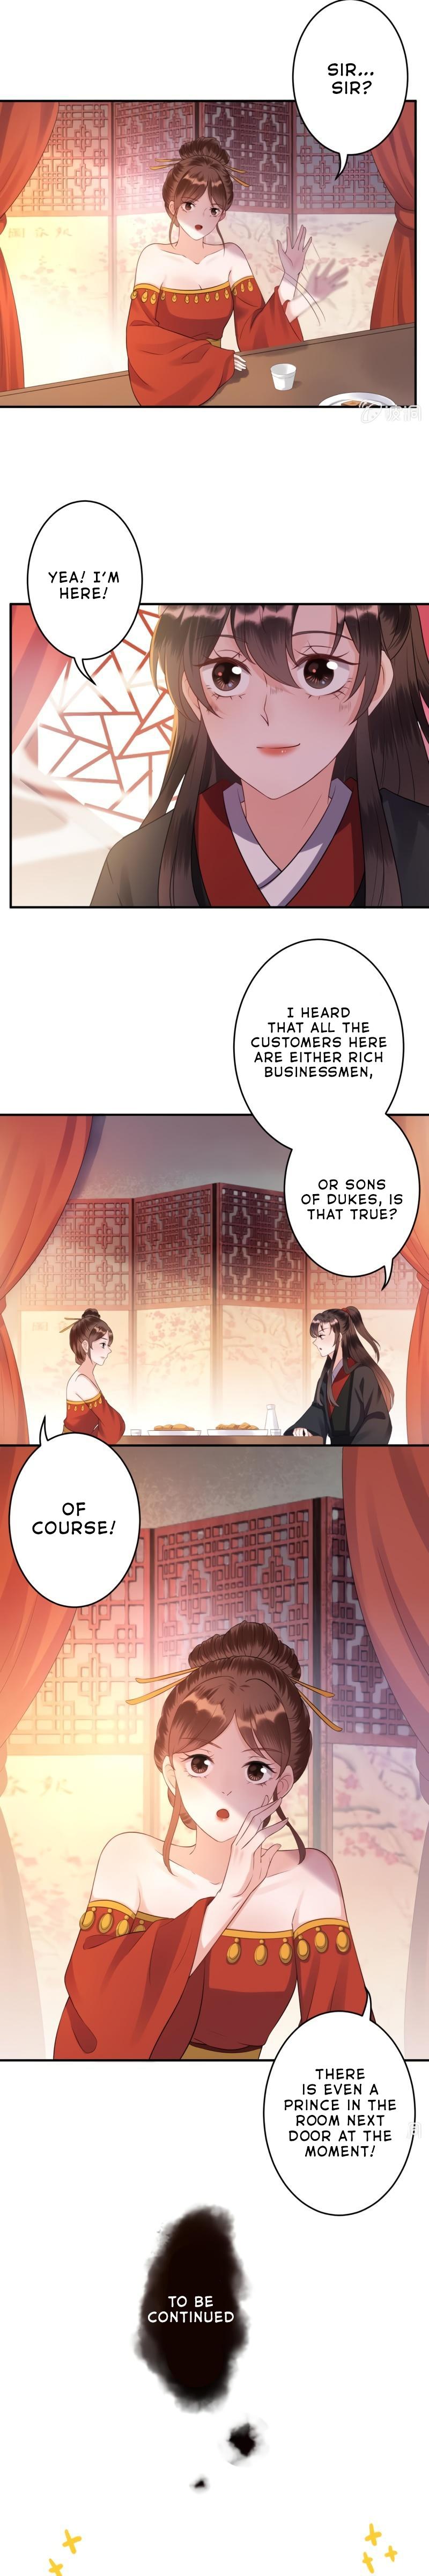 SIR...
SIR?
YEA! I'M
HERE!
I HEARD
THAT ALL THE
CUSTOMERS HERE
ARE EITHER RICH
BUSINESSMEN,
OR SONS
OF DUKES, IS
THAT TRUE?
OF
COURSE!
THERE
IS EVEN A
PRINCE IN THE
ROOM NEXT
DOOR AT THE
MOMENT!
TO BE
CONTINUED